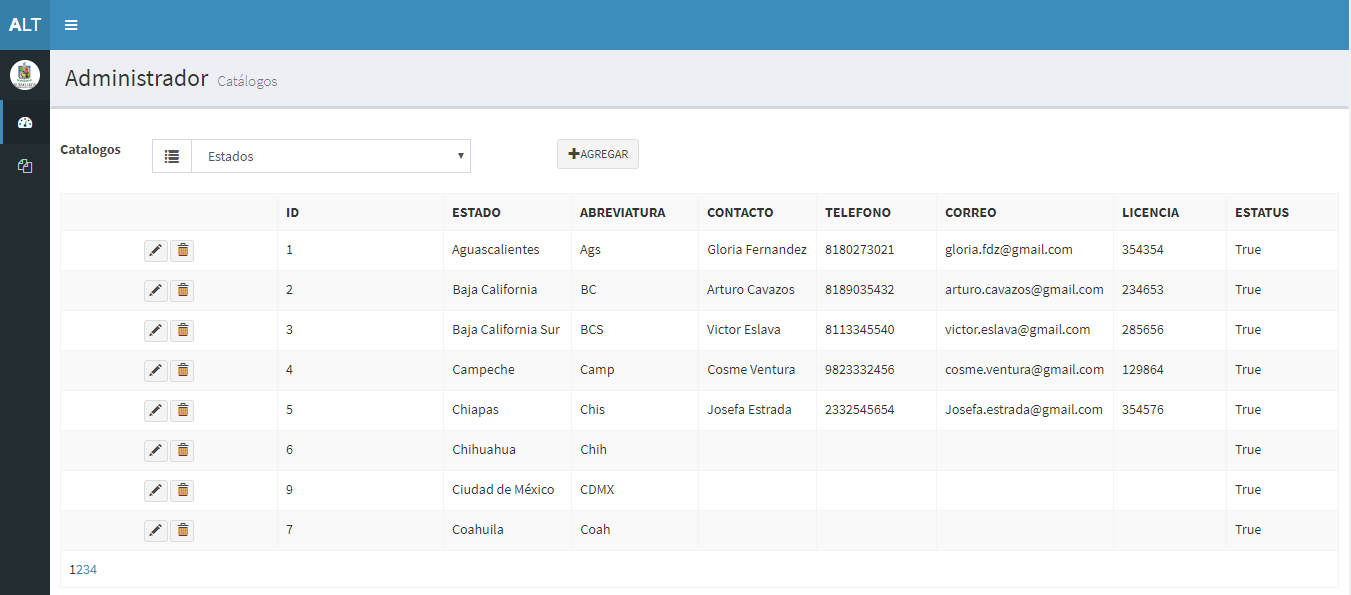 ALT
Administrador Catálogos
Catalogos Estados AGREGAR
ID ESTADO ABREVIATURA CONTACTO TELEFONO CORREO LICENCIA ESTATUS
1 Aguascalientes Ags Gloria Fernandez 8180273021 gloria.fdz@gmail.com 354354 True
2 Baja California BC Arturo Cavazos 8189035432 arturo.cavazos@gmail.com 234653 True
3 Baja California Sur BCS Victor Eslava 8113345540 victor.eslava@gmail.com 285656 True
4 Campeche Camp Cosme Ventura 9823332456 cosme.ventura@gmail.com 129864 True
5 Chiapas Chis Josefa Estrada 2332545654 Josefa.estrada@gmail.com 354576 True
6 Chihuahua Chih True
9 Ciudad de México CDMX True
7 Coahuila Coah True
1234